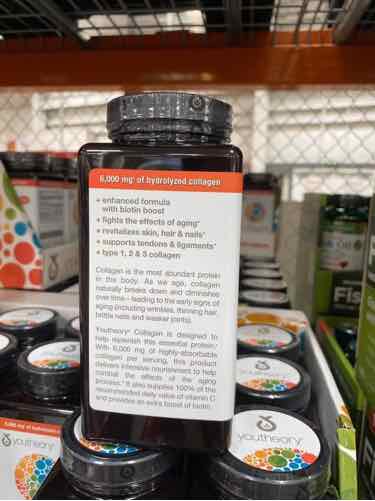 6,000 mg* of hydrolyzed collagen
+ enhanced formula
with biotin boost
+ fights the effects of aging*
+ revitalizes skin, hair & nails*
+ supports tendons & ligaments*
+ type 1, 2 & 3 collagen
Collagen is the most abundant protein
in the body. As we age, collagen
naturally breaks down and diminishes
over time – leading to the early signs of
aging (including wrinkles, thinning hair,
brittle nails and weaker joints).
Youtheory® Collagen is designed to
help replenish this essential protein.*
With 6,000 mg of highly-absorbable
collagen per serving, this product
delivers intensive nourishment to help
combat the effects of the aging
process.* It also supplies 100% of the
recommended daily value of vitamin C
and provides an extra boost of biotin.
Fis
Fis
youtheory
youtheory